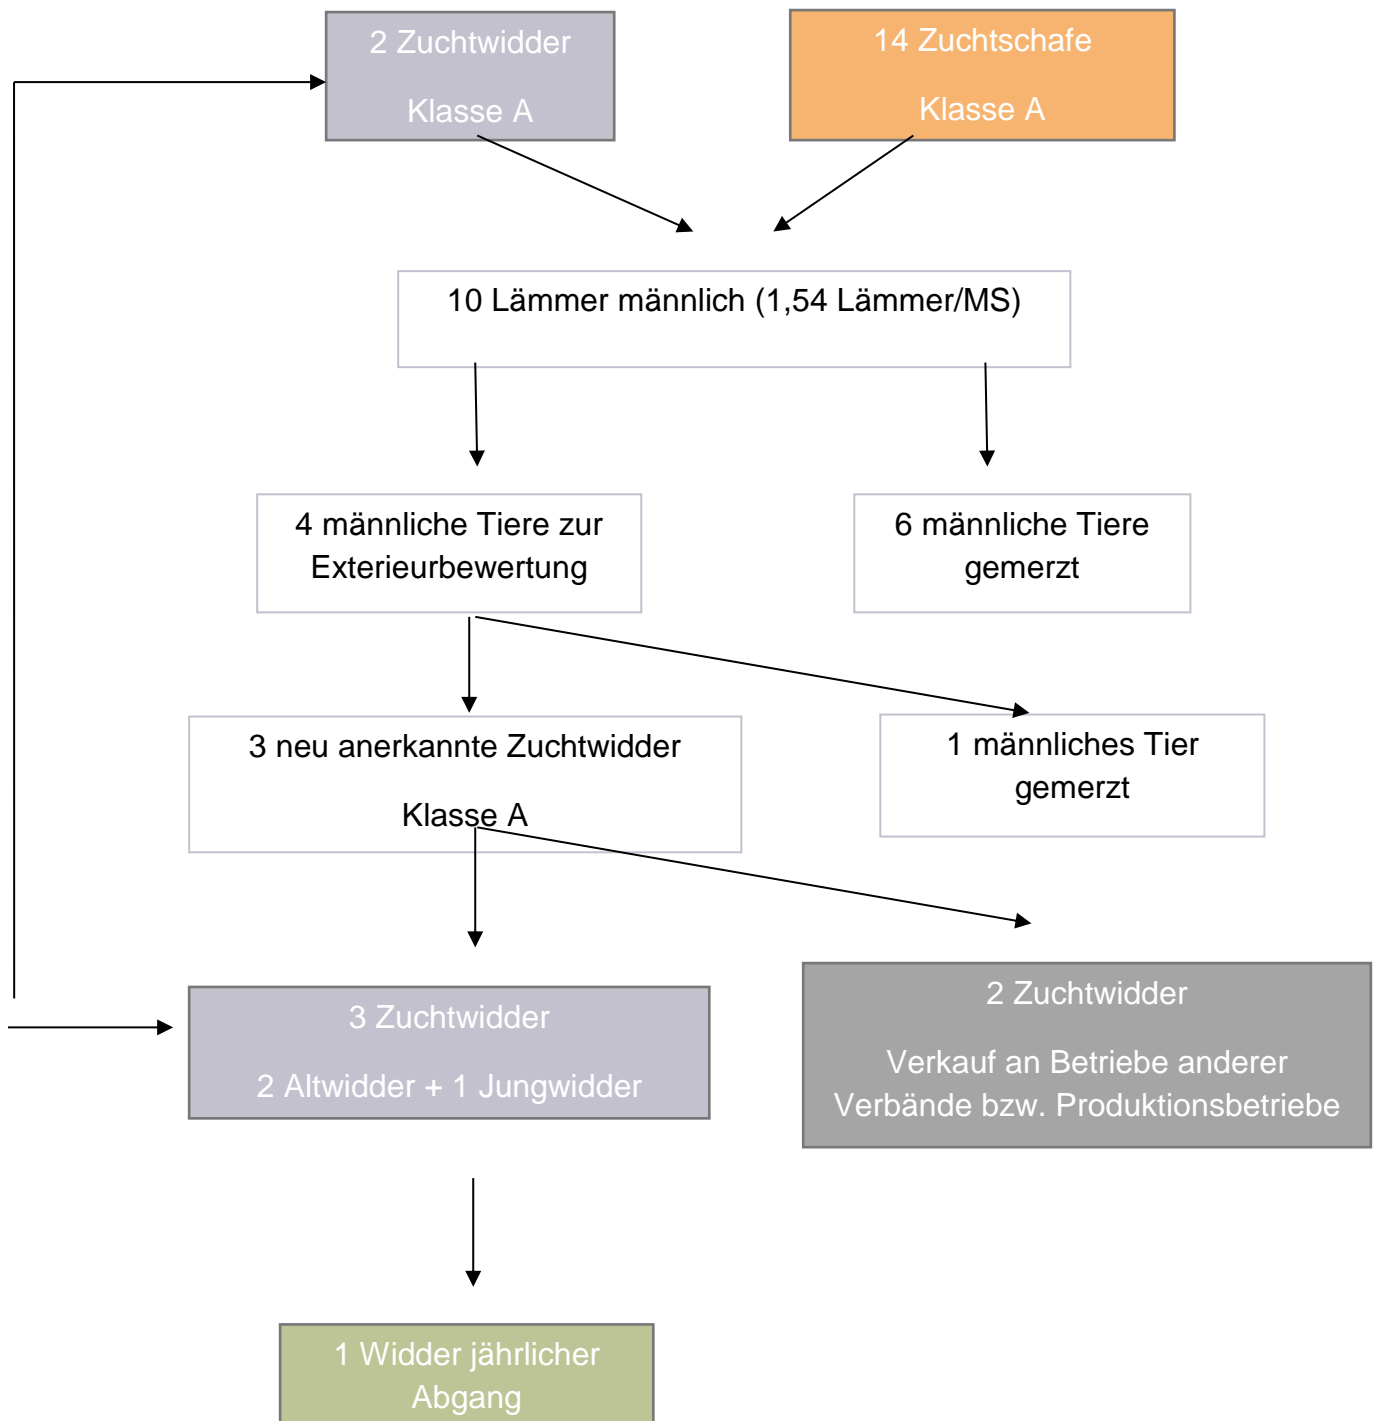 2 Zuchtwidder
Klasse A
14 Zuchtschafe
Klasse A
10 Lämmer männlich (1,54 Lämmer/MS)
4 männliche Tiere zur
Exterieurbewertung
6 männliche Tiere
gemerzt
3 neu anerkannte Zuchtwidder
Klasse A
1 männliches Tier
gemerzt
3 Zuchtwidder
2 Altwidder + 1 Jungwidder
2 Zuchtwidder
Verkauf an Betriebe anderer
Verbände bzw. Produktionsbetriebe
1 Widder jährlicher
Abgang